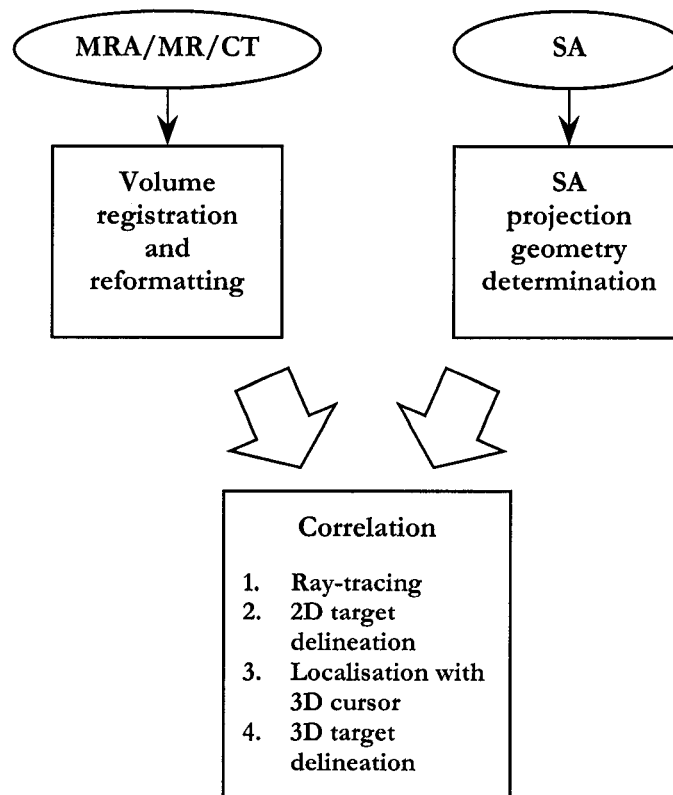 MRA/MR/CT
SA
Volume
registration
and
reformatting
SA
projection
geometry
determination
Correlation
1. Ray-tracing
2. 2D target
delineation
3. Localisation with
3D cursor
4. 3D target
delineation